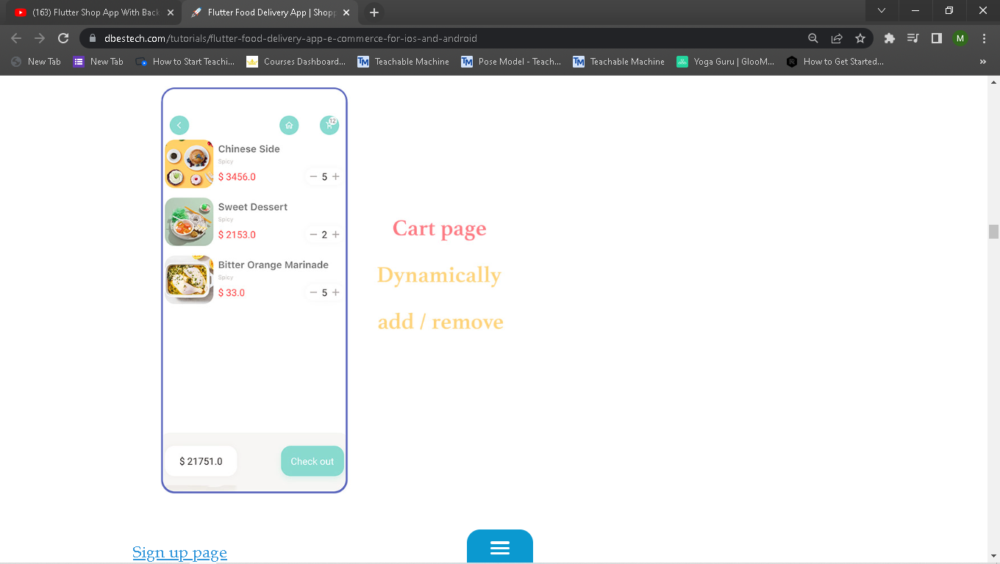 (163) Flutter Shop App With Back
Flutter Food Delivery App | Shopp
dbestech.com/tutorials/flutter-food-delivery-app-e-commerce-for-ios-and-android
M
New Tab
New Tab
How to Start Teachi...
Courses Dashboard...
TM
Teachable Machine
TM
Pose Model - Teach...
TM
Teachable Machine
Yoga Guru | GlooM...
How to Get Started...
»
12
Chinese Side
Spicy
$ 3456.0
− 5 +
Sweet Dessert
Spicy
$ 2153.0
− 2 +
Bitter Orange Marinade
Spicy
$ 33.0
− 5 +
$ 21751.0
Check out
Cart page
Dynamically
add / remove
Sign up page